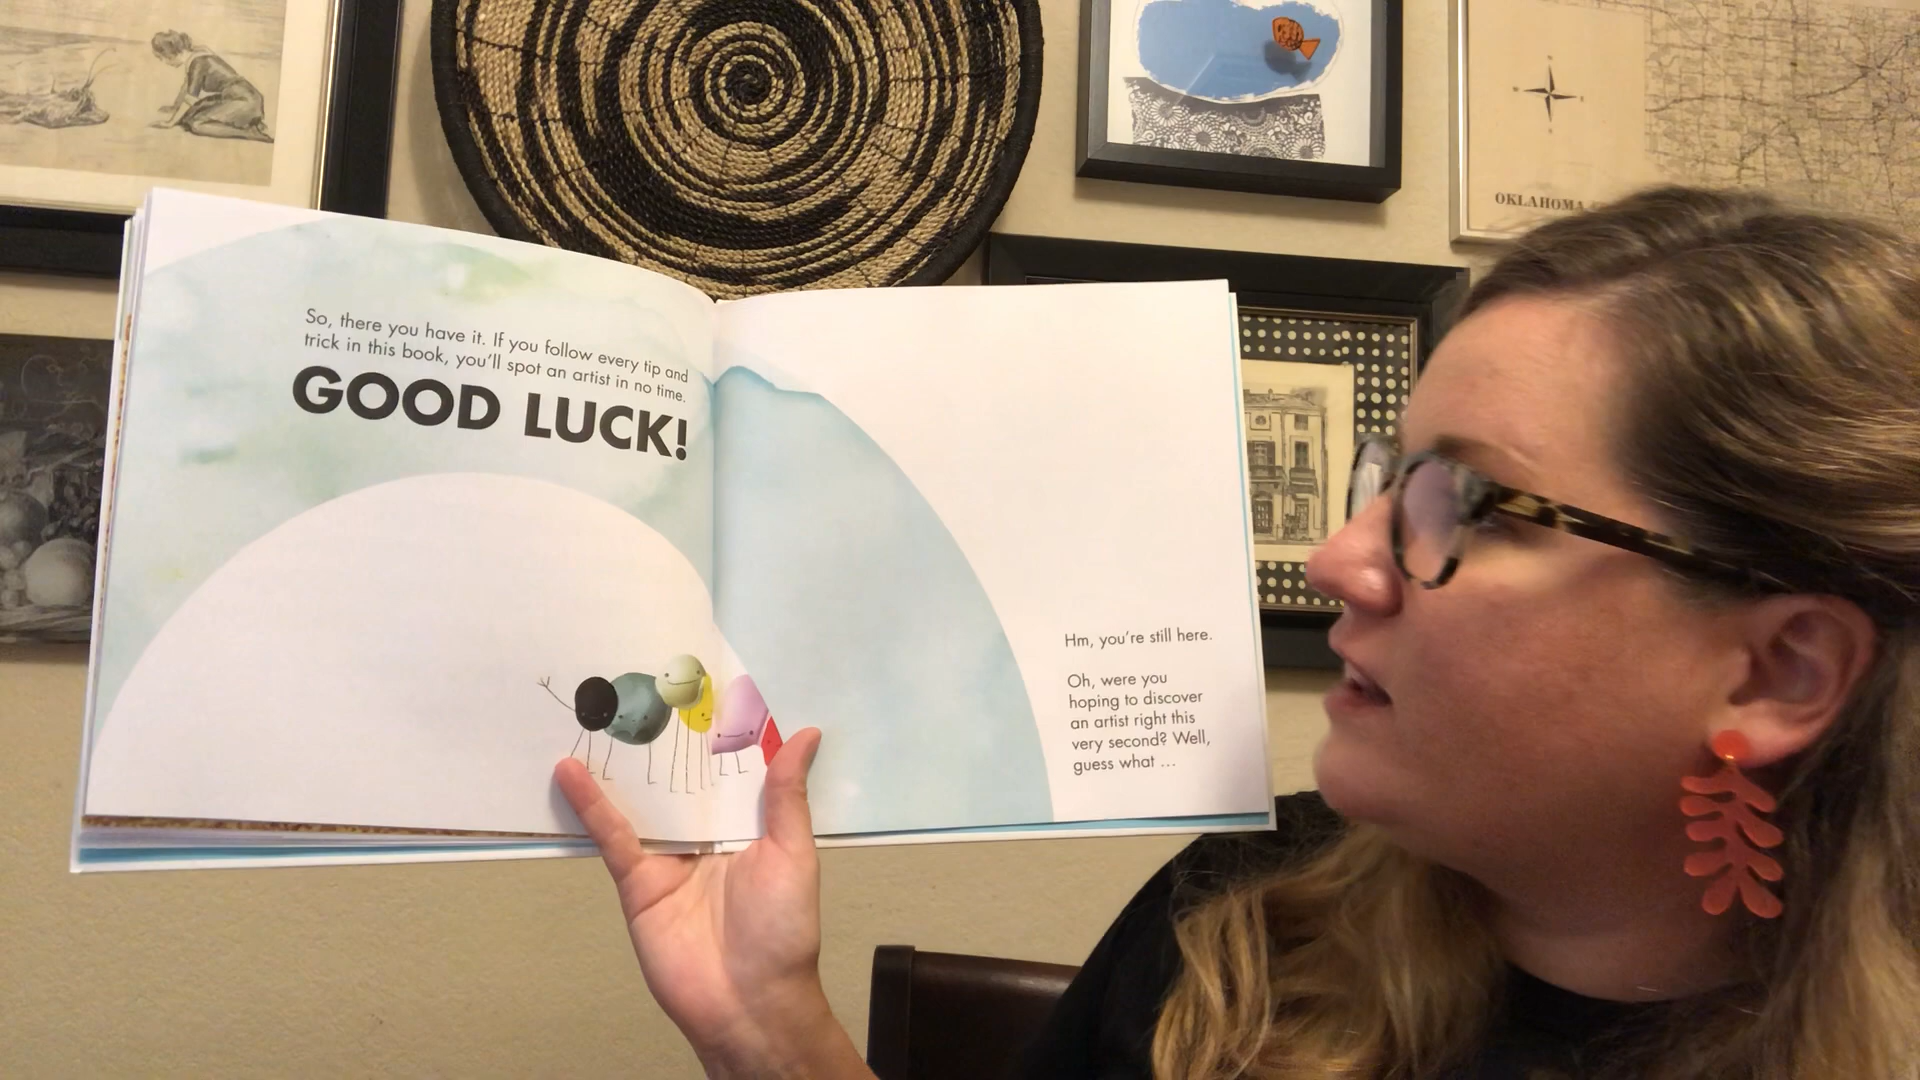 OKLAHOMA
So, there you have it. If you follow every tip and
trick in this book, you'll spot an artist in no time.
GOOD LUCK!
Hm, you're still here.
Oh, were you
hoping to discover
an artist right this
very second? Well,
guess what ...